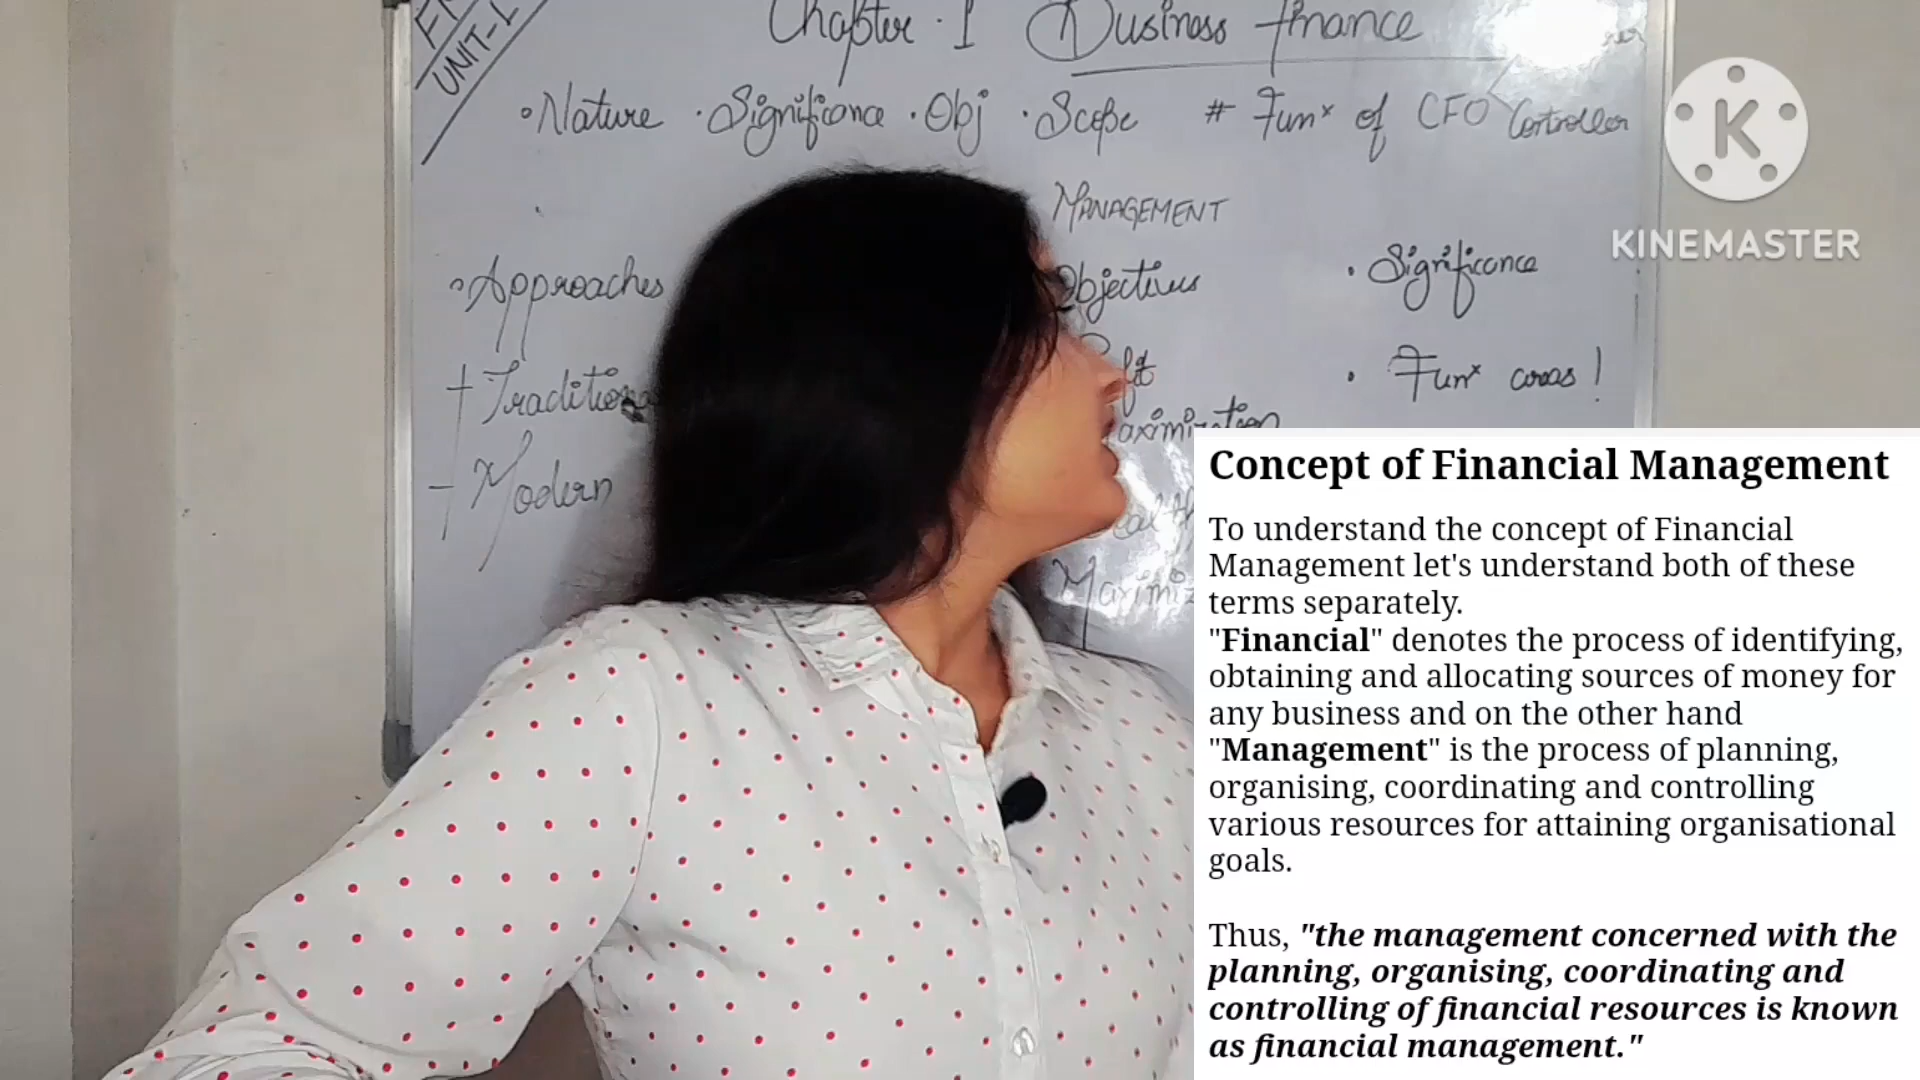 UNIT-I
Chapter · I Business Finance
• Nature · Significance · Obj · Scope # Funˣ of CFO Controller
MANAGEMENT
• Approaches
Objectives
• Significance
Traditional
• Funˣ areas!
Modern
KINEMASTER
Concept of Financial Management
To understand the concept of Financial
Management let's understand both of these
terms separately.
"Financial" denotes the process of identifying,
obtaining and allocating sources of money for
any business and on the other hand
"Management" is the process of planning,
organising, coordinating and controlling
various resources for attaining organisational
goals.
Thus, "the management concerned with the
planning, organising, coordinating and
controlling of financial resources is known
as financial management."